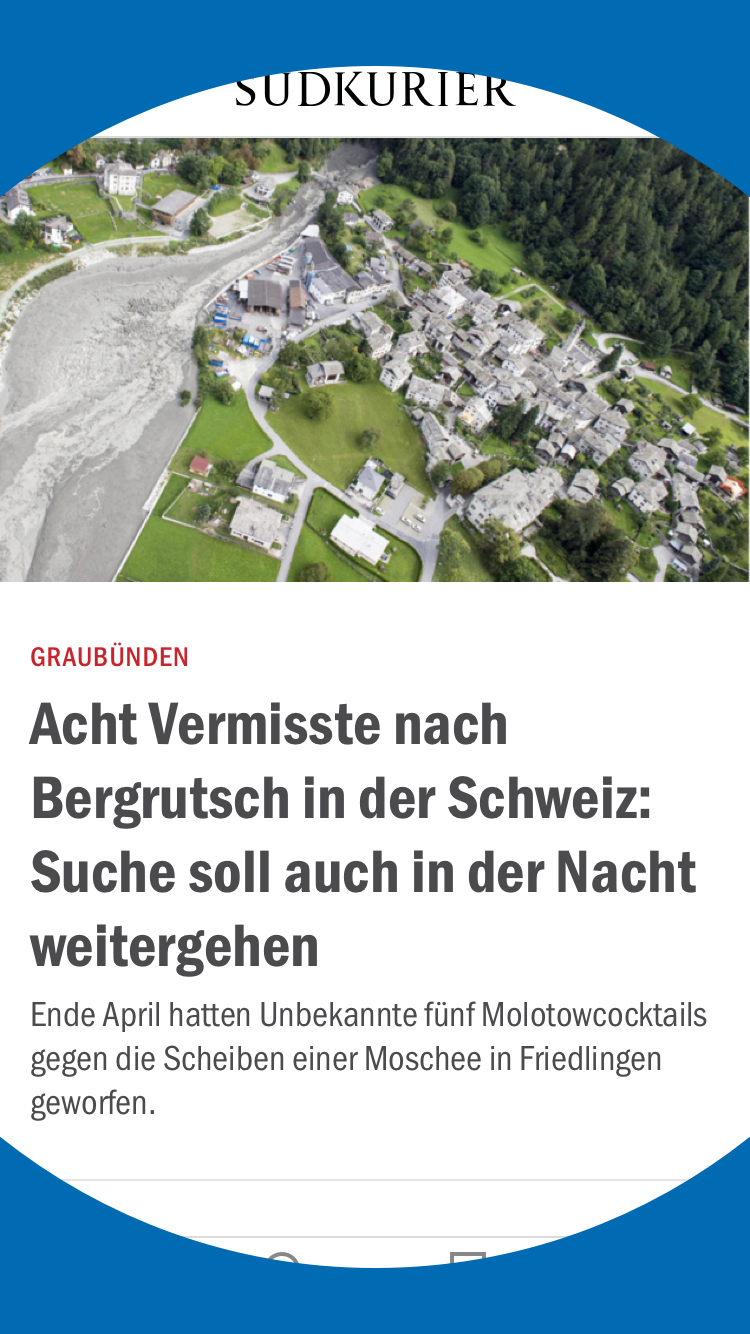 SÜDKURIER
GRAUBÜNDEN
Acht Vermisste nach
Bergrutsch in der Schweiz:
Suche soll auch in der Nacht
weitergehen
Ende April hatten Unbekannte fünf Molotowcocktails
gegen die Scheiben einer Moschee in Friedlingen
geworfen.